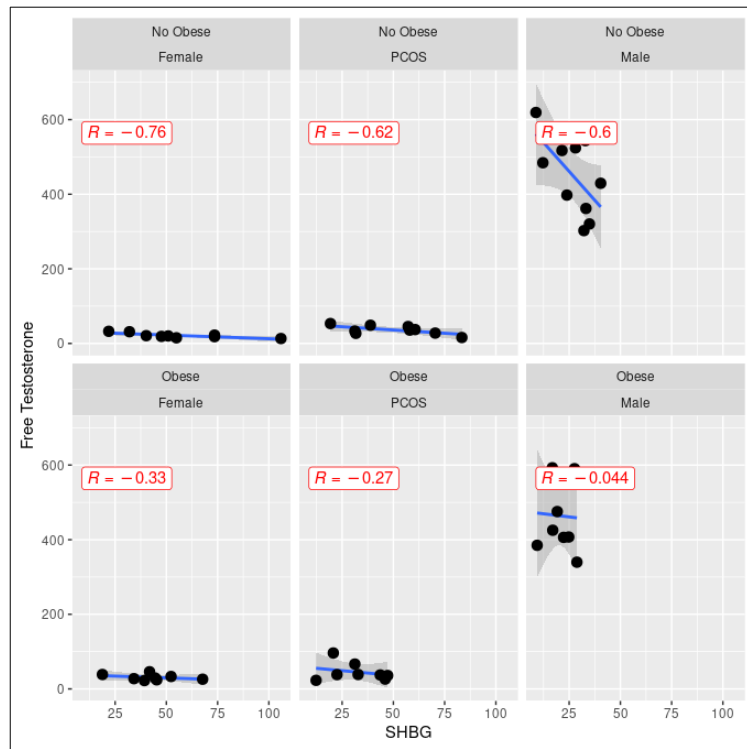 No Obese
No Obese
No Obese
Female
PCOS
Male
R = −0.76
R = −0.62
R = −0.6
600
400
200
0
Obese
Obese
Obese
Female
PCOS
Male
R = −0.33
R = −0.27
R = −0.044
600
400
200
0
25
50
75
100
25
50
75
100
25
50
75
100
SHBG
Free Testosterone